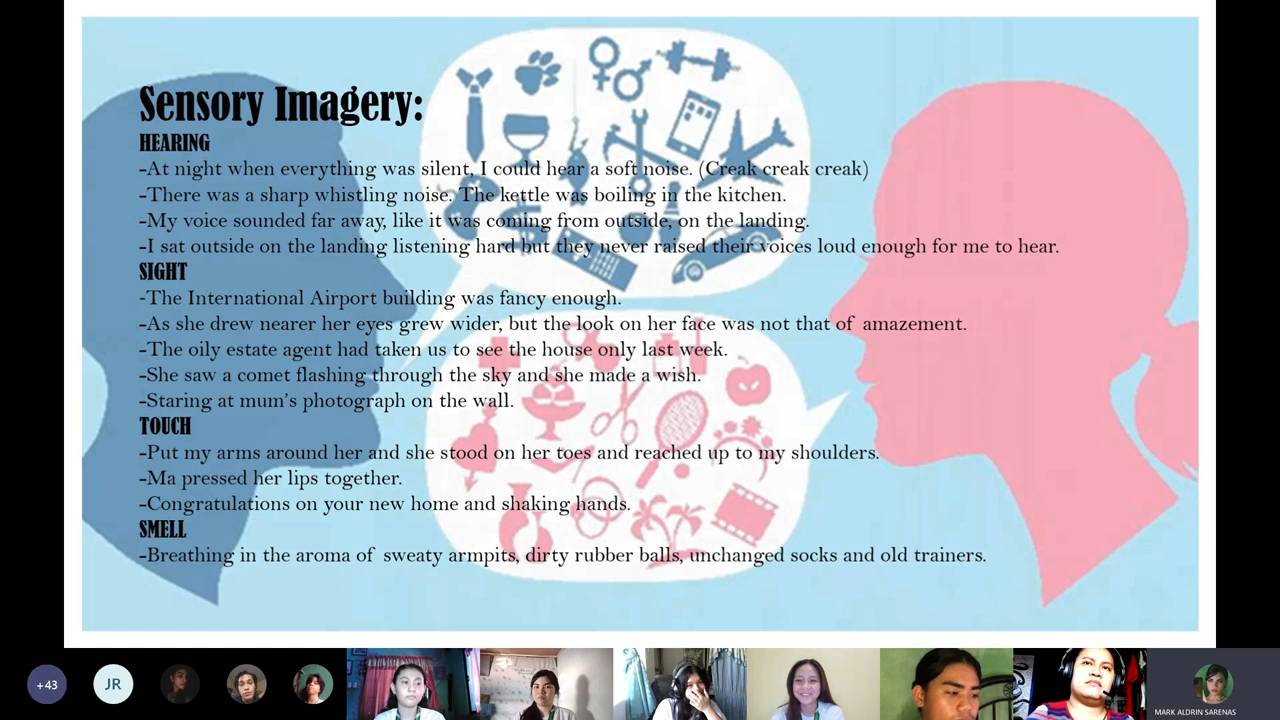 Sensory Imagery:
HEARING
-At night when everything was silent, I could hear a soft noise. (Creak creak creak)
-There was a sharp whistling noise. The kettle was boiling in the kitchen.
-My voice sounded far away, like it was coming from outside, on the landing.
-I sat outside on the landing listening hard but they never raised their voices loud enough for me to hear.
SIGHT
-The International Airport building was fancy enough.
-As she drew nearer her eyes grew wider, but the look on her face was not that of amazement.
-The oily estate agent had taken us to see the house only last week.
-She saw a comet flashing through the sky and she made a wish.
-Staring at mum's photograph on the wall.
TOUCH
-Put my arms around her and she stood on her toes and reached up to my shoulders.
-Ma pressed her lips together.
-Congratulations on your new home and shaking hands.
SMELL
-Breathing in the aroma of sweaty armpits, dirty rubber balls, unchanged socks and old trainers.
+43
JR
MARK ALDRIN SARENAS